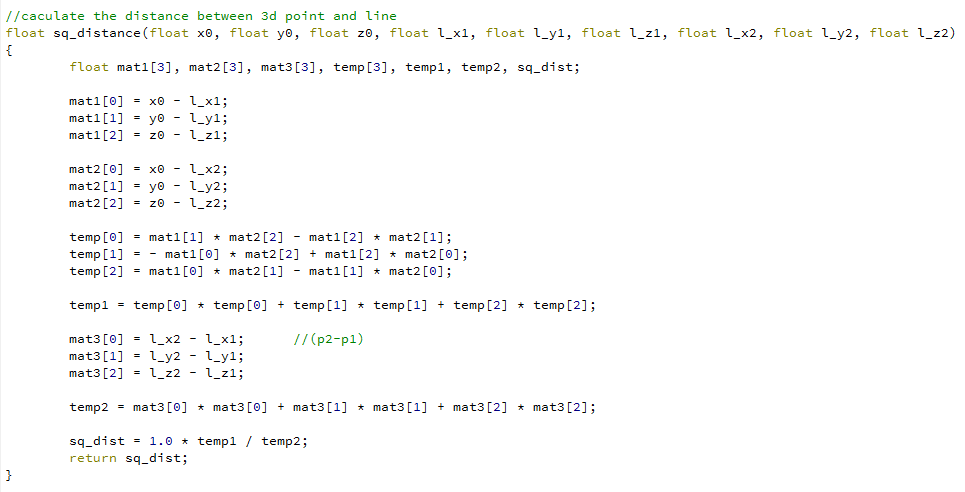 //caculate the distance between 3d point and line
float sq_distance(float x0, float y0, float z0, float l_x1, float l_y1, float l_z1, float l_x2, float l_y2, float l_z2)
{
float mat1[3], mat2[3], mat3[3], temp[3], temp1, temp2, sq_dist;
mat1[0] = x0 - l_x1;
mat1[1] = y0 - l_y1;
mat1[2] = z0 - l_z1;
mat2[0] = x0 - l_x2;
mat2[1] = y0 - l_y2;
mat2[2] = z0 - l_z2;
temp[0] = mat1[1] * mat2[2] - mat1[2] * mat2[1];
temp[1] = - mat1[0] * mat2[2] + mat1[2] * mat2[0];
temp[2] = mat1[0] * mat2[1] - mat1[1] * mat2[0];
temp1 = temp[0] * temp[0] + temp[1] * temp[1] + temp[2] * temp[2];
mat3[0] = l_x2 - l_x1; //(p2-p1)
mat3[1] = l_y2 - l_y1;
mat3[2] = l_z2 - l_z1;
temp2 = mat3[0] * mat3[0] + mat3[1] * mat3[1] + mat3[2] * mat3[2];
sq_dist = 1.0 * temp1 / temp2;
return sq_dist;
}